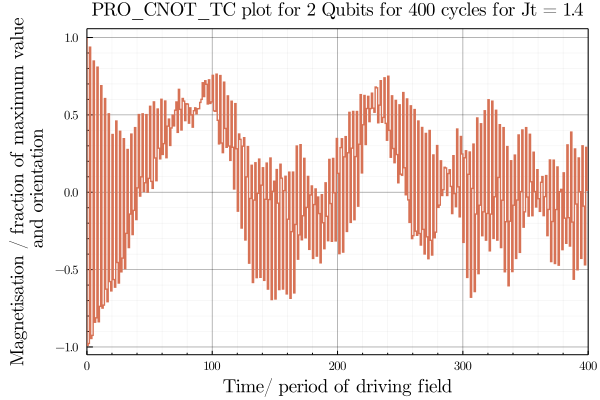 PRO_CNOT_TC plot for 2 Qubits for 400 cycles for Jt = 1.4
Magnetisation / fraction of maximum value
and orientation
1.0
0.5
0.0
−0.5
−1.0
0 100 200 300 400
Time/ period of driving field